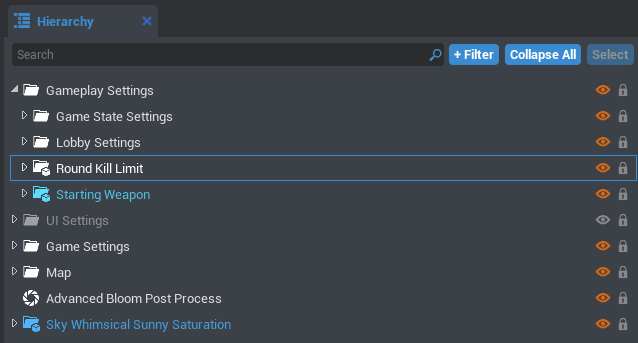 Hierarchy
Search
+ Filter
Collapse All
Select
Gameplay Settings
Game State Settings
Lobby Settings
Round Kill Limit
Starting Weapon
UI Settings
Game Settings
Map
Advanced Bloom Post Process
Sky Whimsical Sunny Saturation